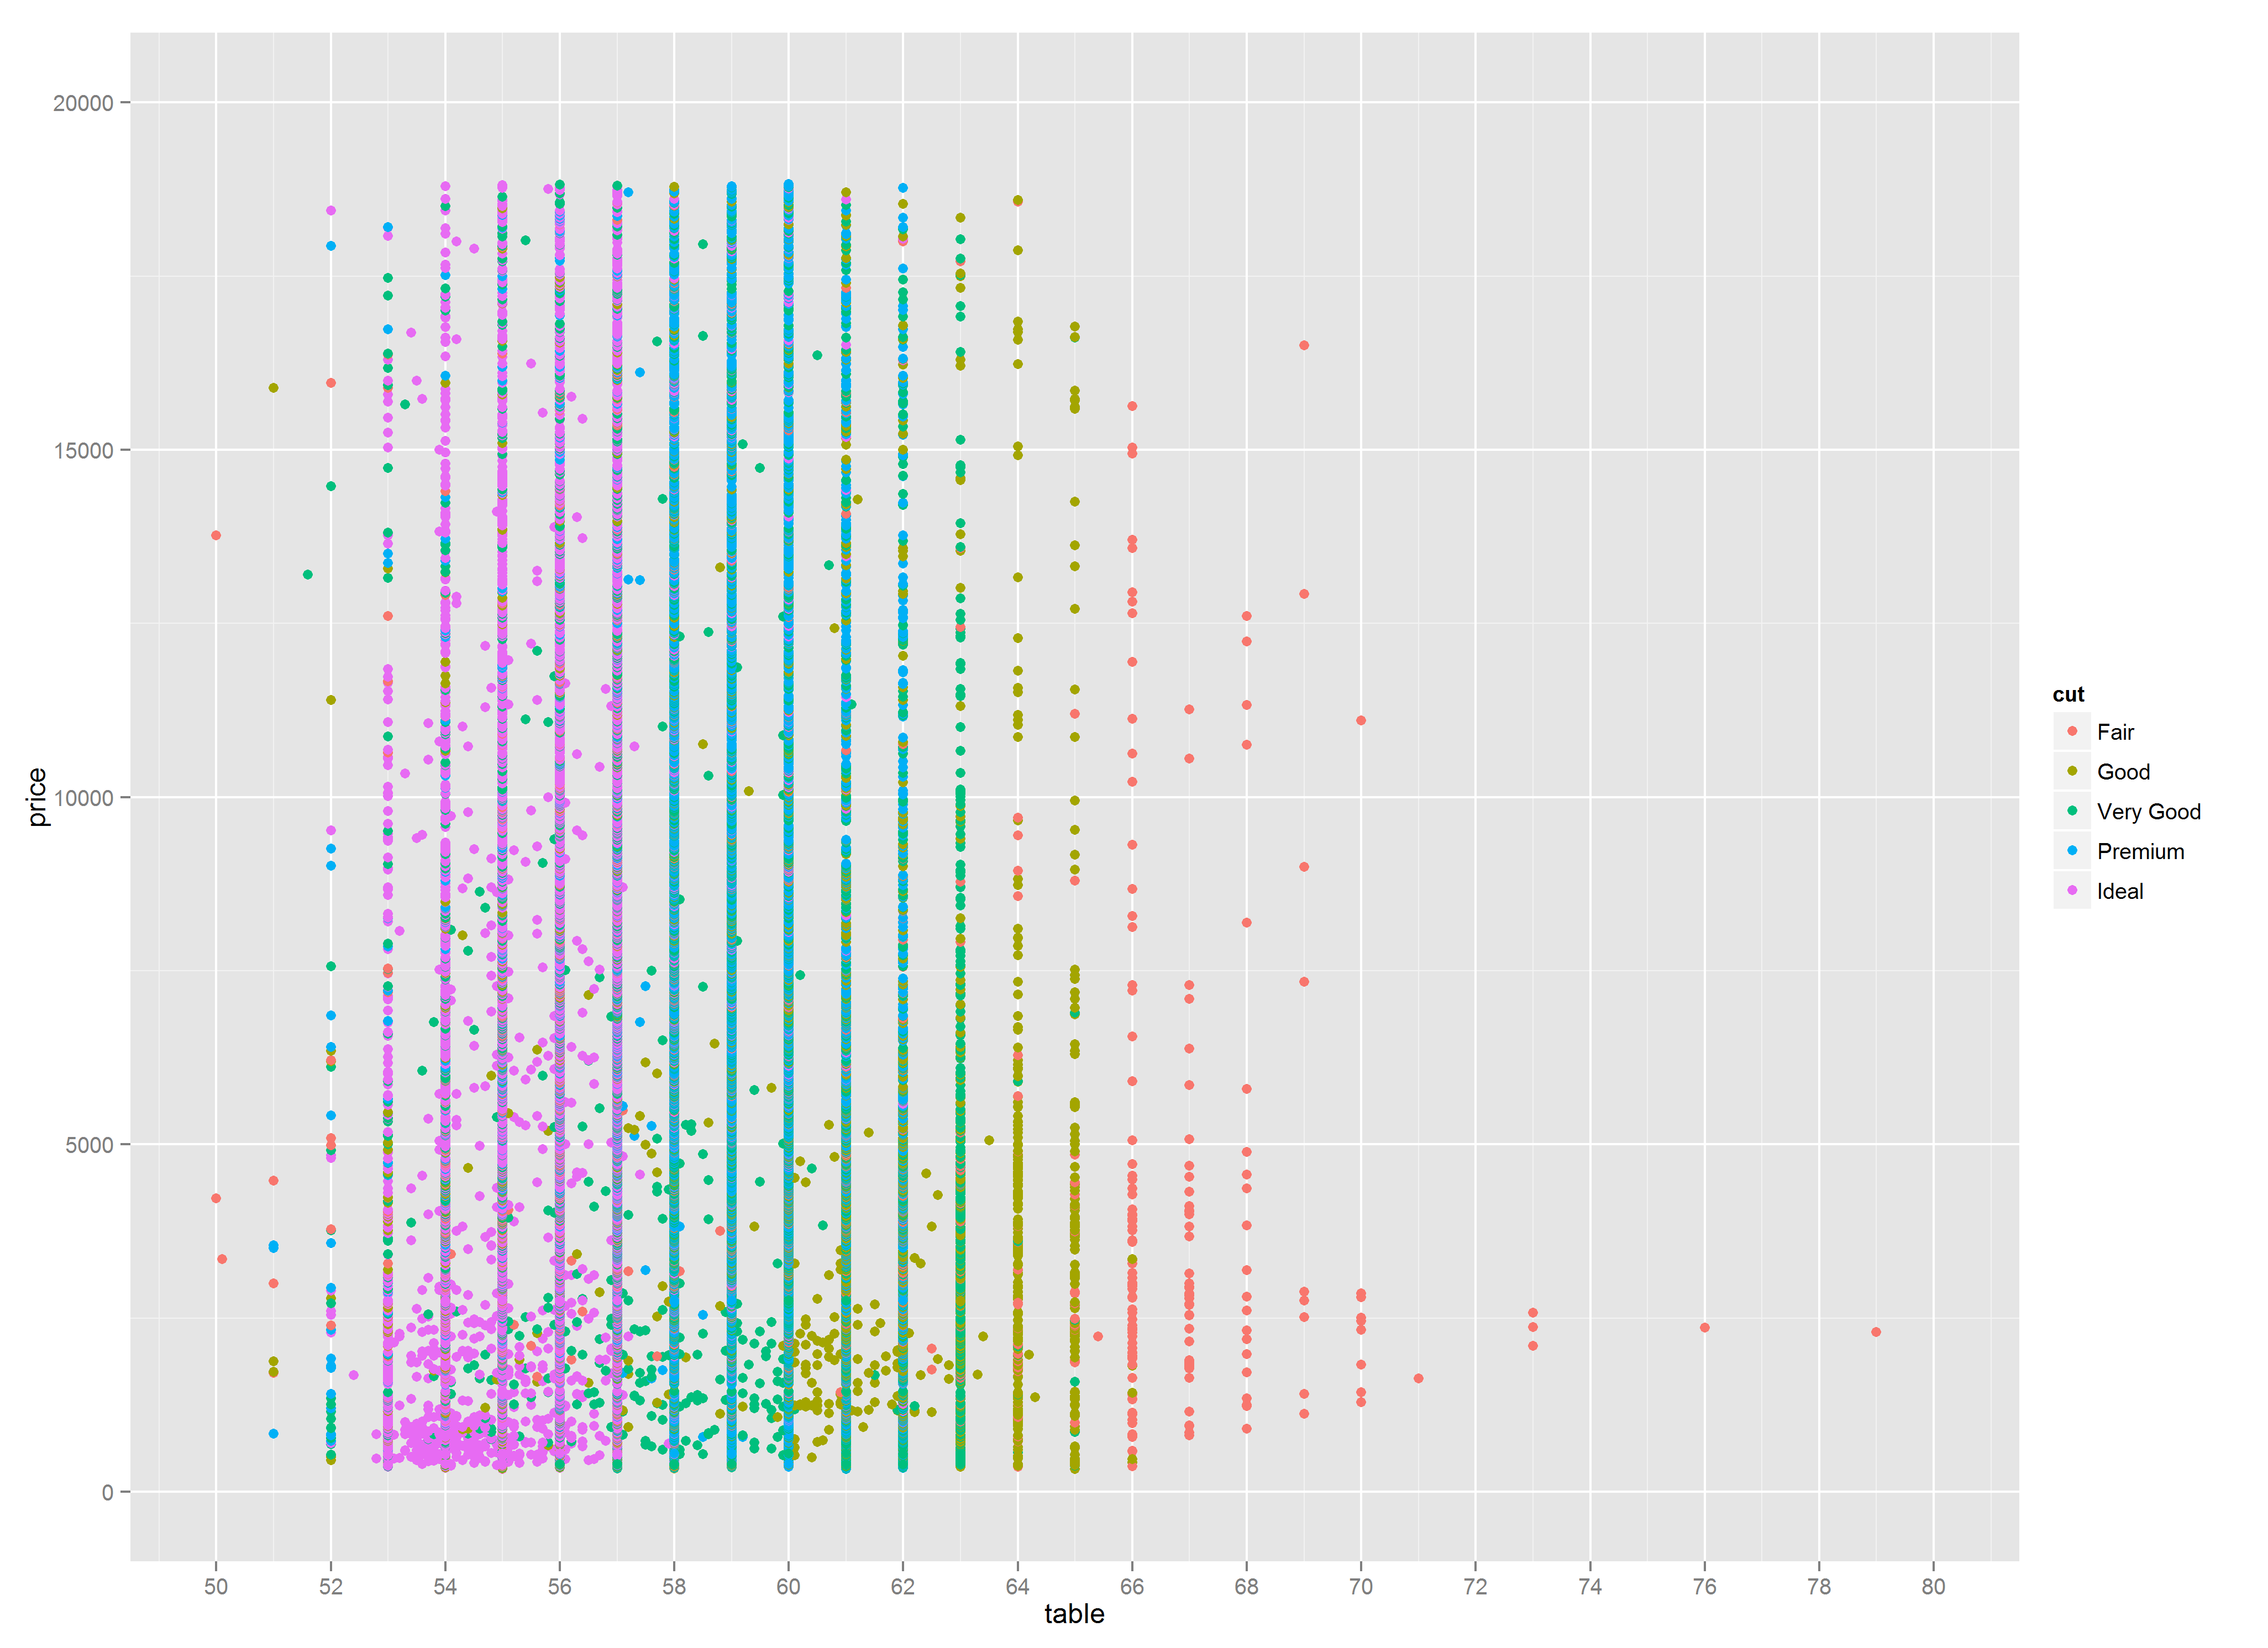 20000
15000
10000
5000
0
price
50 52 54 56 58 60 62 64 66 68 70 72 74 76 78 80
table
cut
Fair
Good
Very Good
Premium
Ideal